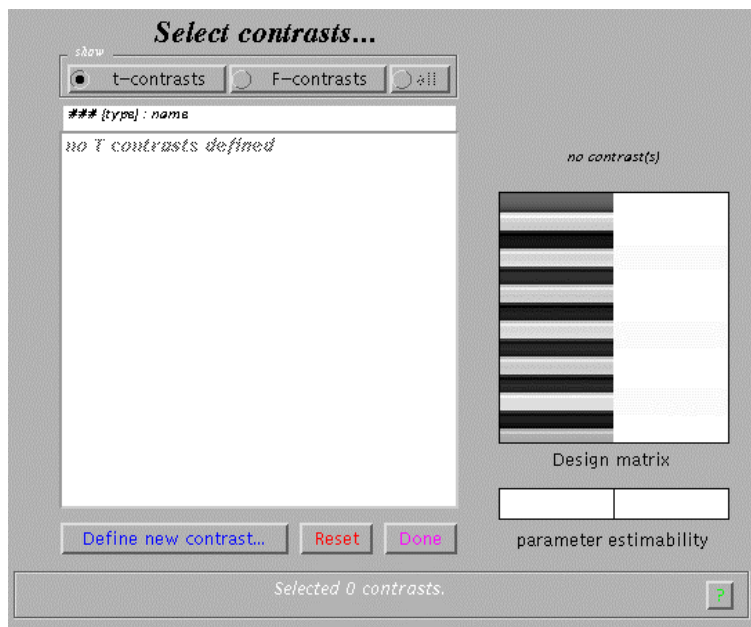 Select contrasts...
show
t-contrasts F-contrasts all
### {type} : name
no T contrasts defined
no contrast(s)
Design matrix
parameter estimability
Define new contrast... Reset Done
Selected 0 contrasts.
?